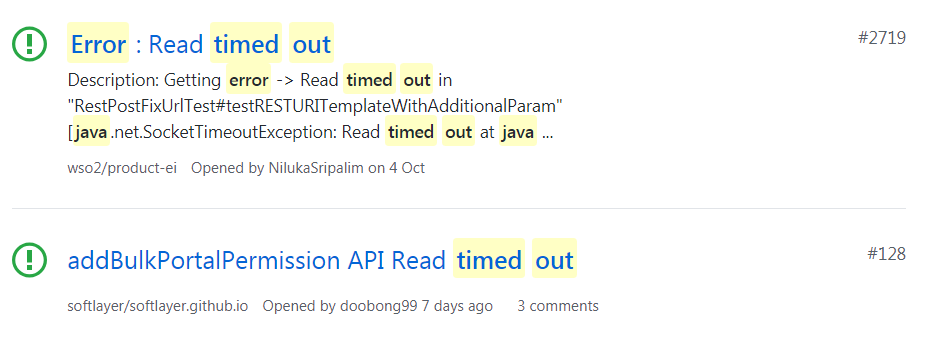 Error : Read timed out
#2719
Description: Getting error -> Read timed out in
"RestPostFixUrlTest#testRESTURITemplateWithAdditionalParam"
[java.net.SocketTimeoutException: Read timed out at java ...
wso2/product-ei Opened by NilukaSripalim on 4 Oct
addBulkPortalPermission API Read timed out
#128
softlayer/softlayer.github.io Opened by doobong99 7 days ago 3 comments